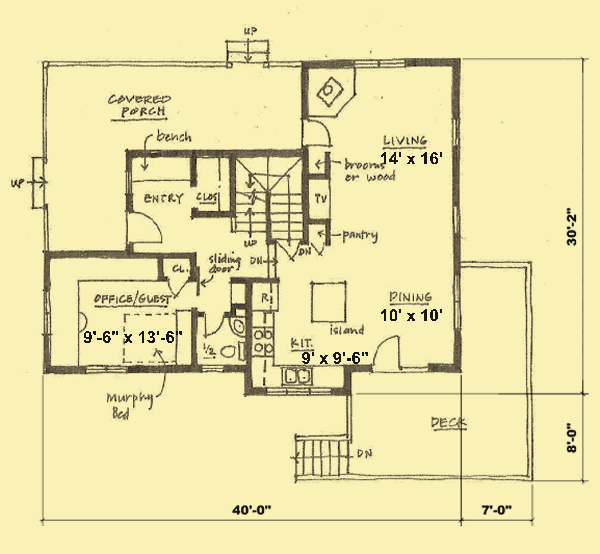 UP
COVERED
PORCH
bench
UP
ENTRY
CLOS
LIVING
14' x 16'
brooms
or wood
TV
pantry
UP
DN
DN
sliding
door
CL.
OFFICE/GUEST
9'-6" x 13'-6"
R
island
DINING
10' x 10'
KIT.
9' x 9'-6"
1/2
Murphy
Bed
DECK
DN
30'-2"
8'-0"
40'-0"
7'-0"